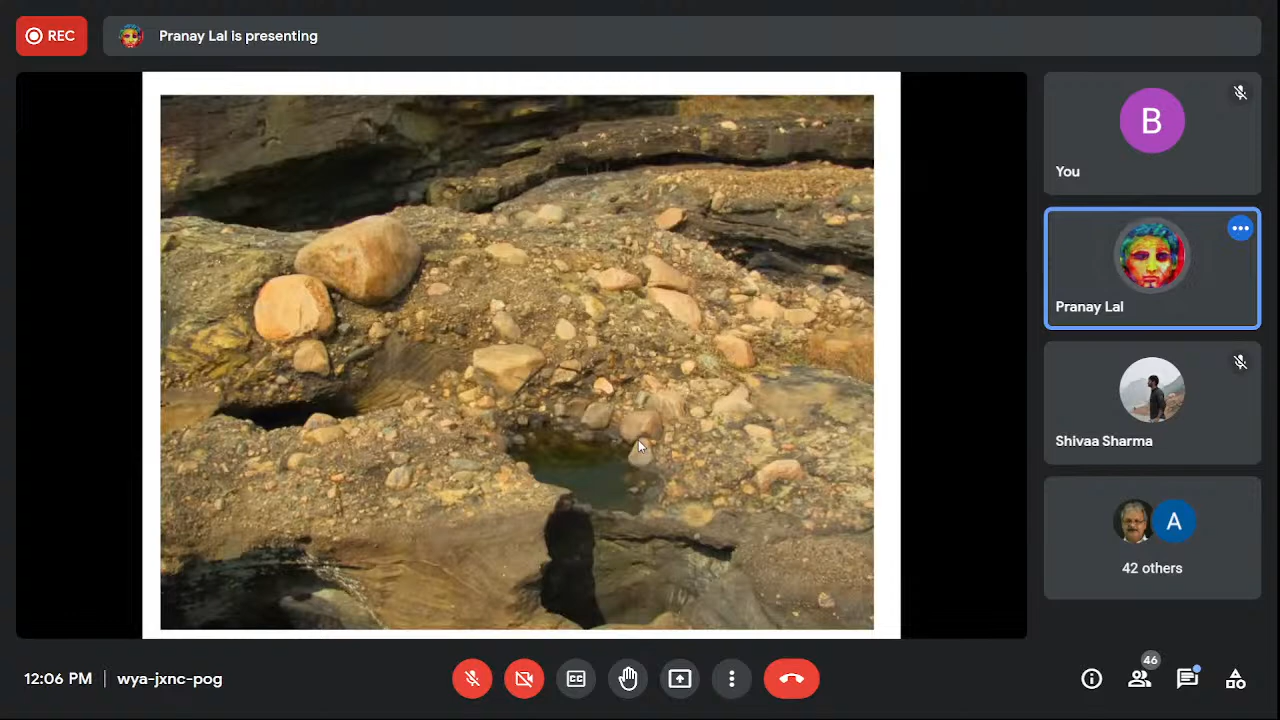 REC
Pranay Lal is presenting
B
You
Pranay Lal
Shivaa Sharma
A
42 others
12:06 PM | wya-jxnc-pog
CC
46